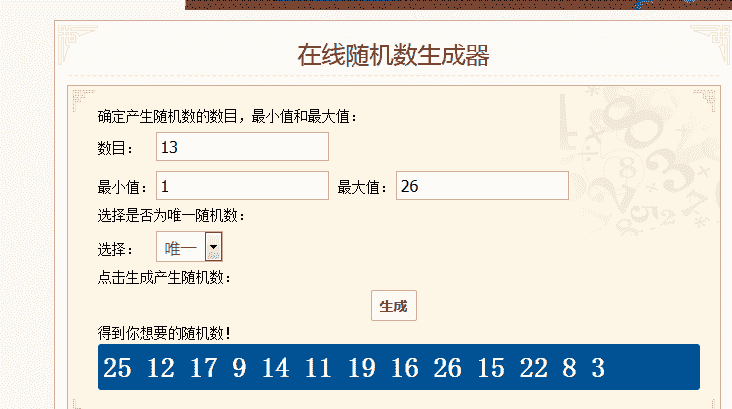 在线随机数生成器
确定产生随机数的数目，最小值和最大值：
数目： 13
最小值：1 最大值：26
选择是否为唯一随机数：
选择： 唯一
点击生成产生随机数：
生成
得到你想要的随机数！
25 12 17 9 14 11 19 16 26 15 22 8 3